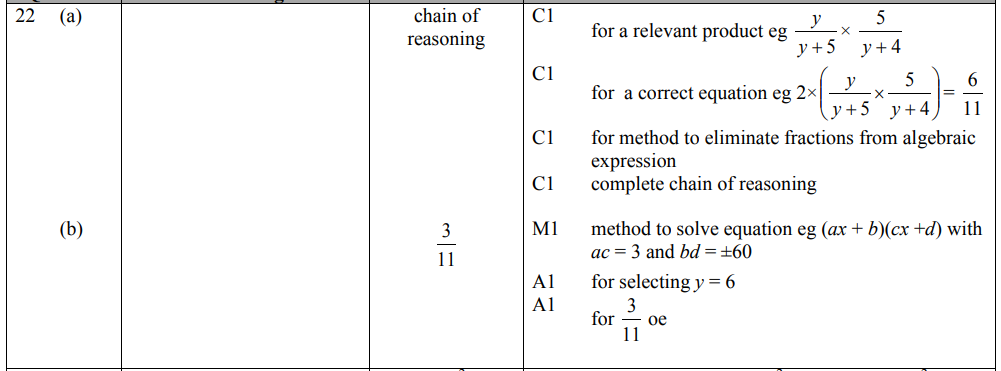 22 (a) chain of reasoning C1 for a relevant product eg y/(y + 5) × 5/(y + 4)
C1 for a correct equation eg 2×(y/(y + 5) × 5/(y + 4)) = 6/11
C1 for method to eliminate fractions from algebraic
expression
C1 complete chain of reasoning
(b) 3/11 M1 method to solve equation eg (ax + b)(cx +d) with
ac = 3 and bd = ±60
A1 for selecting y = 6
A1 for 3/11 oe